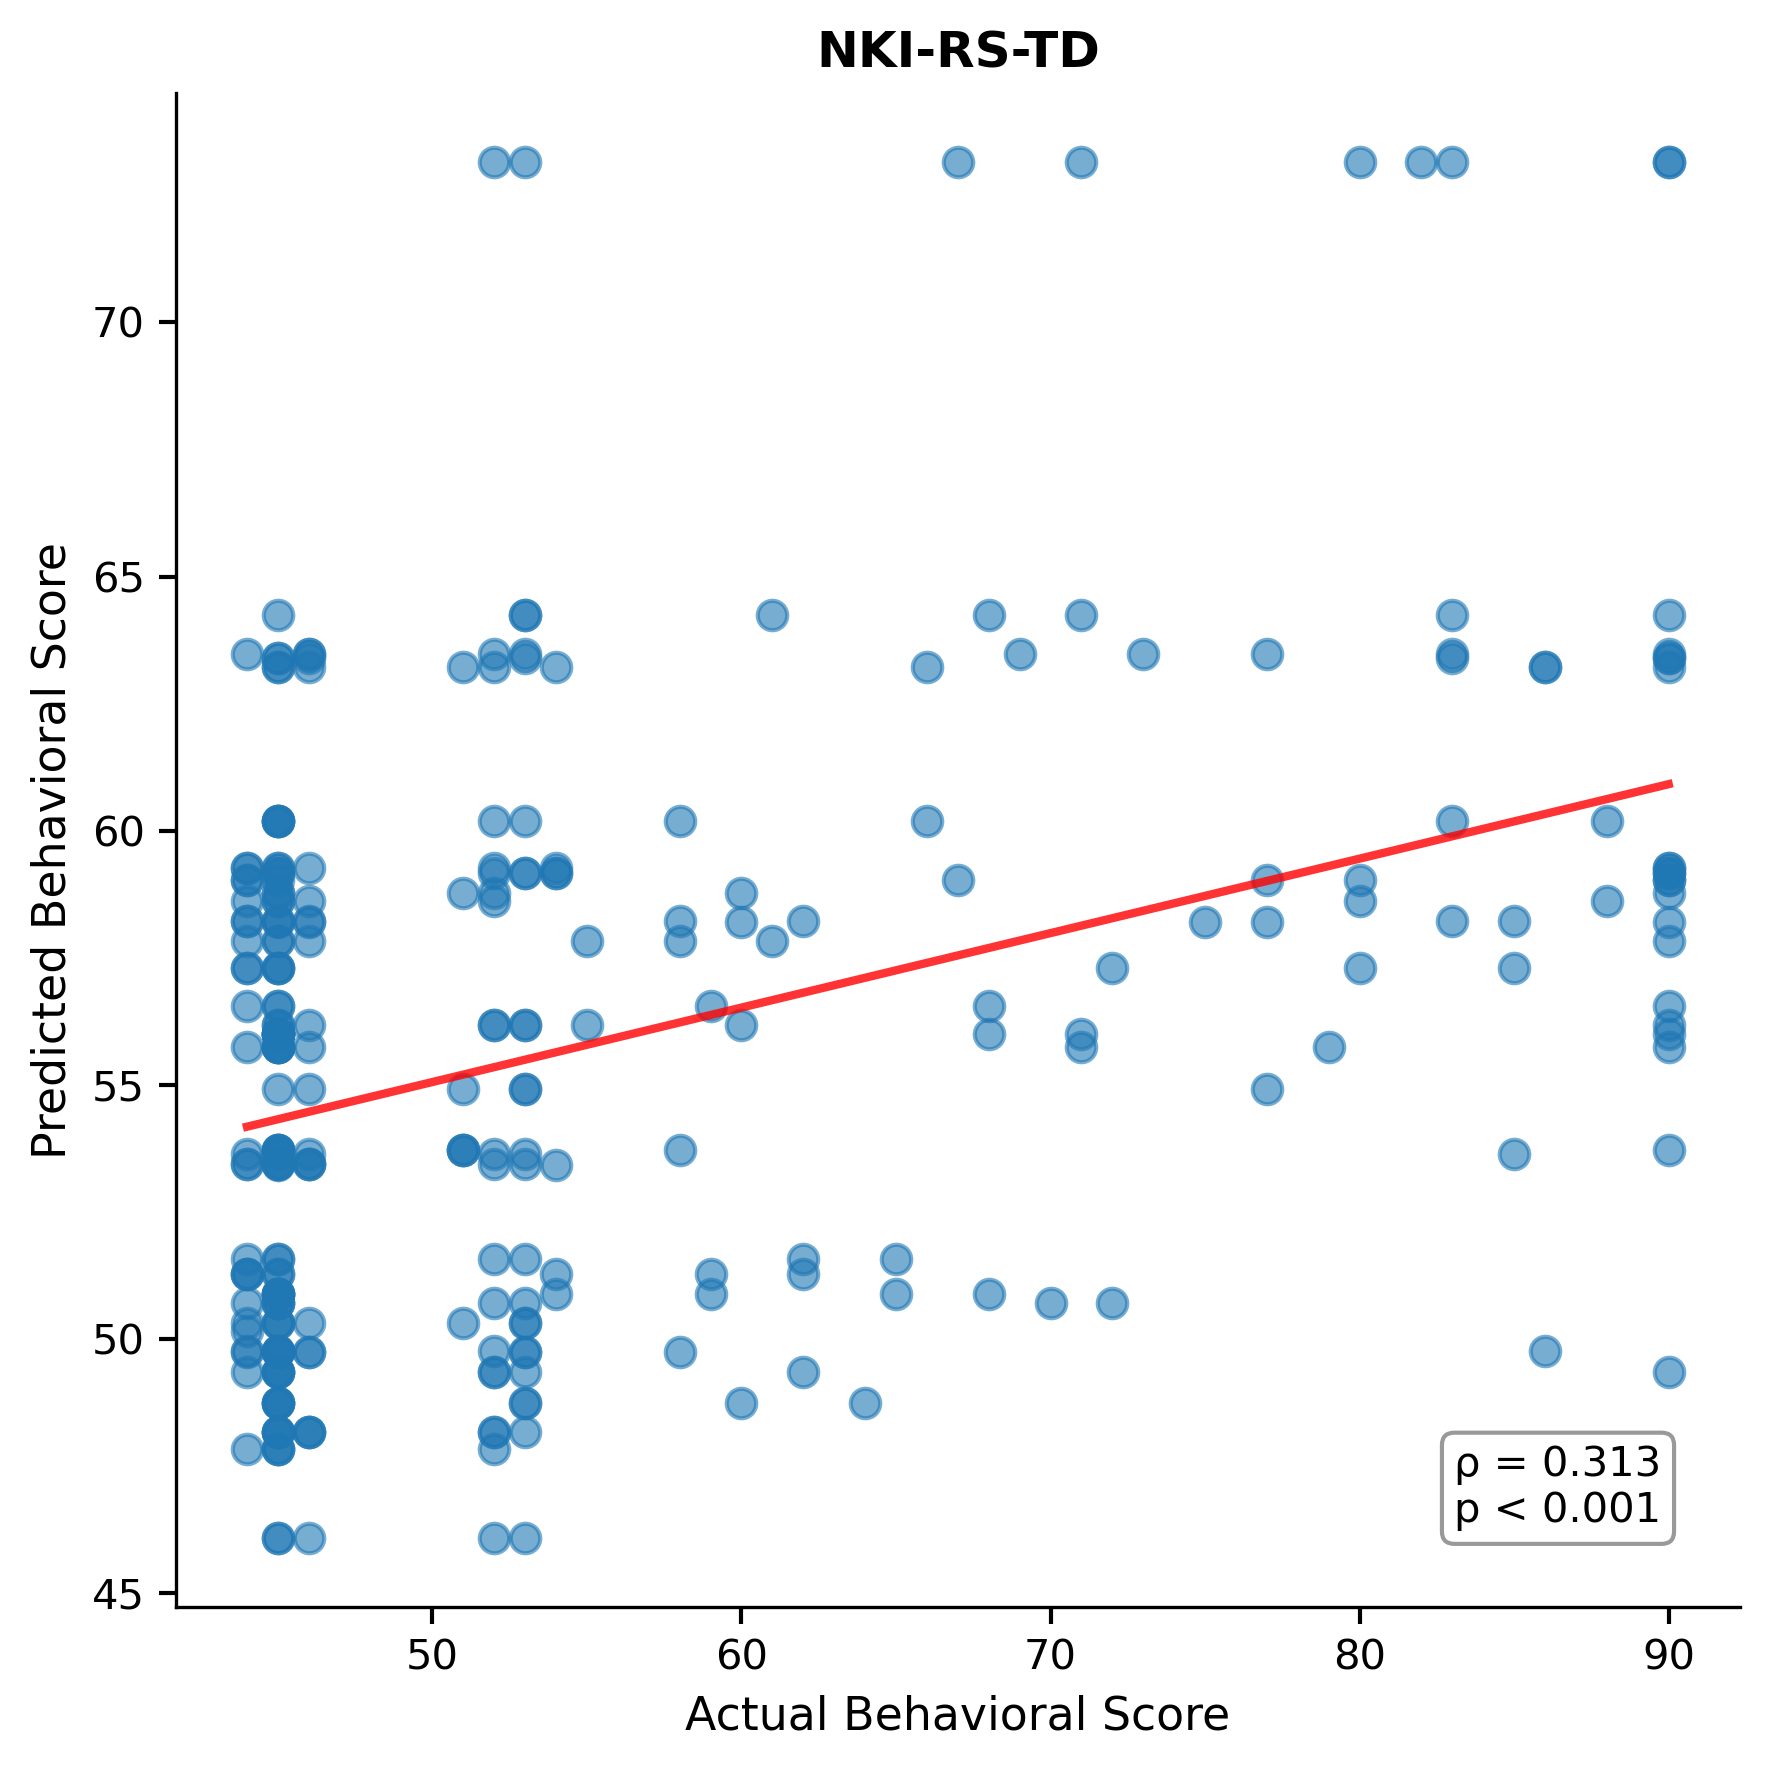 NKI-RS-TD
Predicted Behavioral Score
70
65
60
55
50
45
ρ = 0.313
p < 0.001
50 60 70 80 90
Actual Behavioral Score